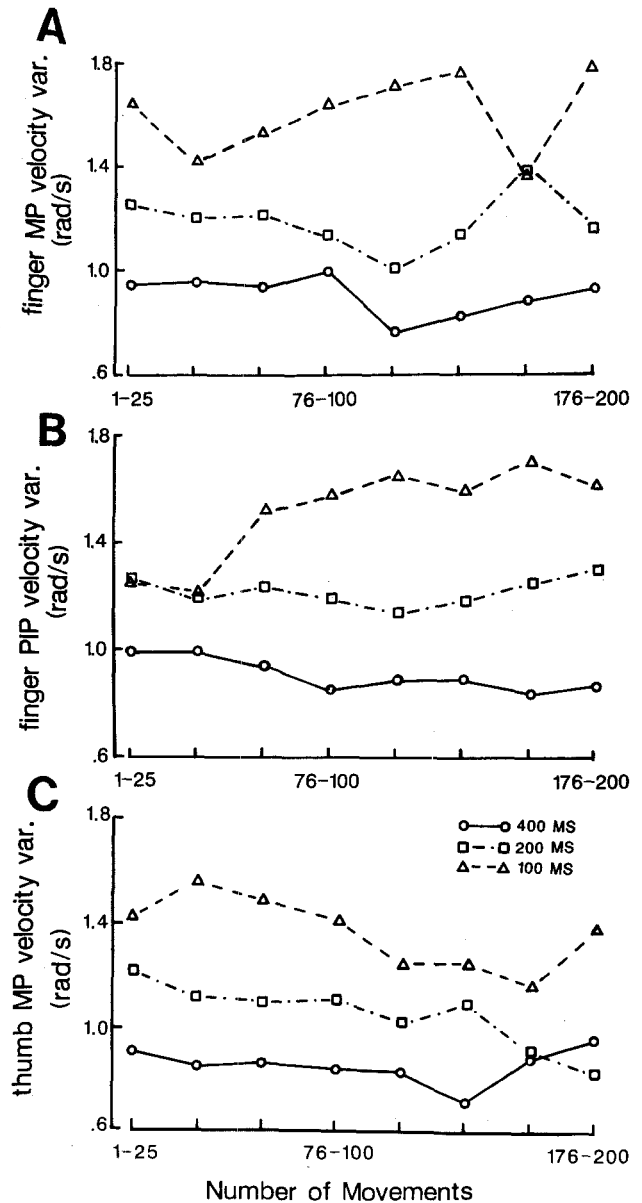 A
finger MP velocity var.
(rad/s)
1.8
1.4
1.0
.6
1–25
76–100
176–200
B
finger PIP velocity var.
(rad/s)
1.8
1.4
1.0
.6
1–25
76–100
176–200
C
thumb MP velocity var.
(rad/s)
1.8
1.4
1.0
.6
400 MS
200 MS
100 MS
1–25
76–100
176–200
Number of Movements